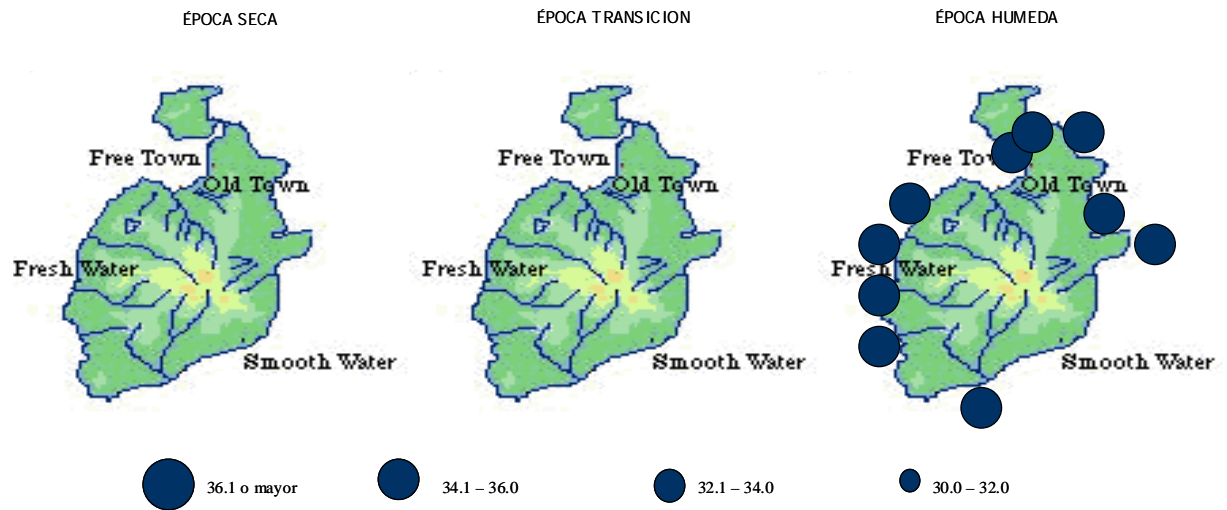 ÉPOCA SECA
ÉPOCA TRANSICION
ÉPOCA HUMEDA
Free Town
Old Town
Fresh Water
Smooth Water
Free Town
Old Town
Fresh Water
Smooth Water
Free To
Old Town
Fresh Water
Smooth Water
36.1 o mayor
34.1 – 36.0
32.1 – 34.0
30.0 – 32.0